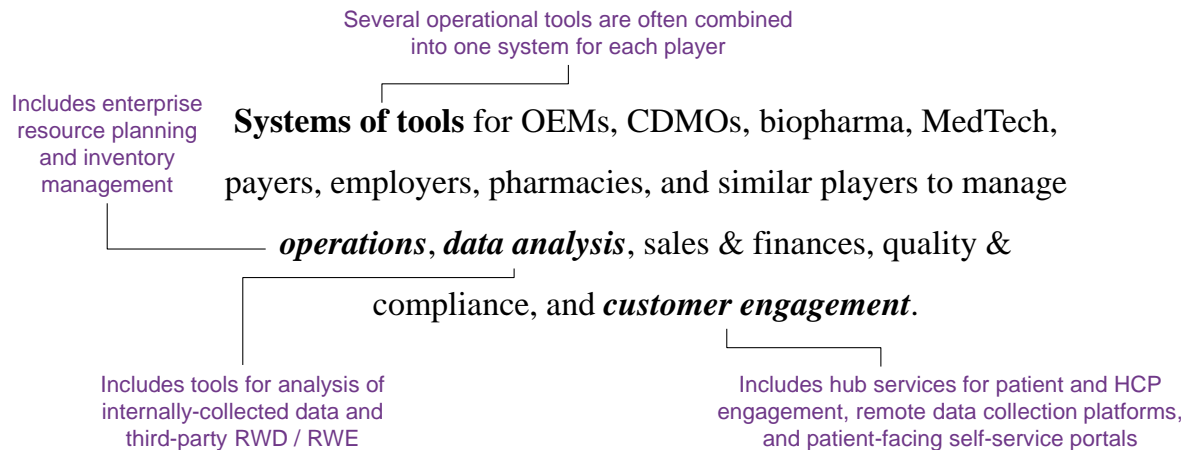 Several operational tools are often combined
into one system for each player
Includes enterprise
resource planning
and inventory
management
Systems of tools for OEMs, CDMOs, biopharma, MedTech,
payers, employers, pharmacies, and similar players to manage
operations, data analysis, sales & finances, quality &
compliance, and customer engagement.
Includes tools for analysis of
internally-collected data and
third-party RWD / RWE
Includes hub services for patient and HCP
engagement, remote data collection platforms,
and patient-facing self-service portals